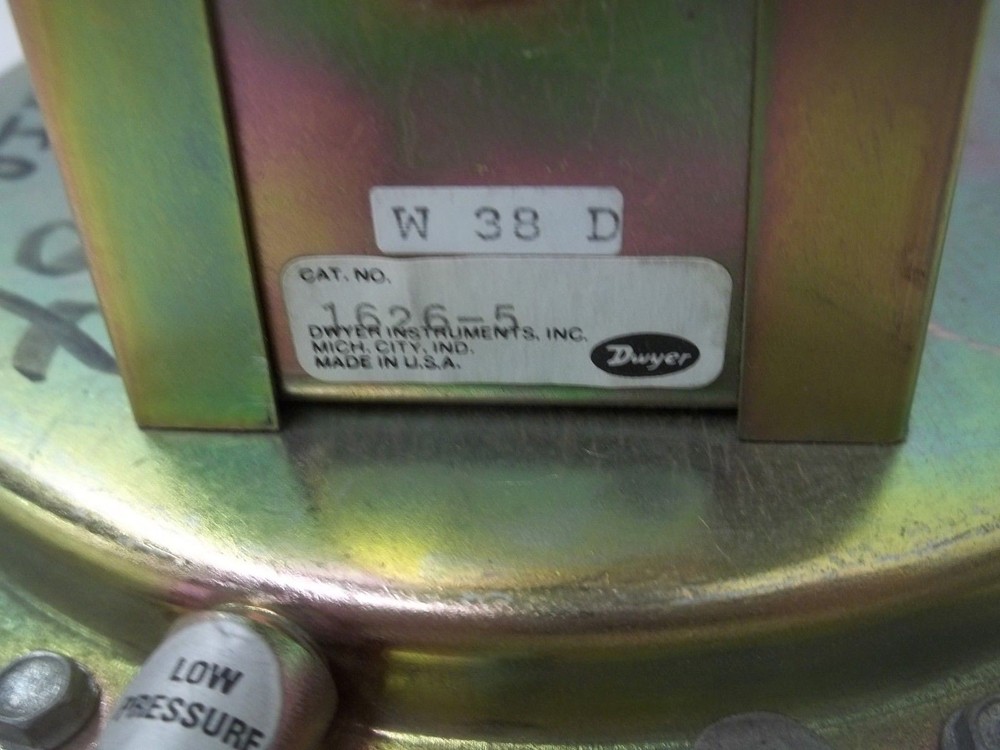 W 38 D
CAT. NO.
1626-5
DWYER INSTRUMENTS, INC.
MICH. CITY, IND.
MADE IN U.S.A.
Dwyer
LOW
PRESSURE